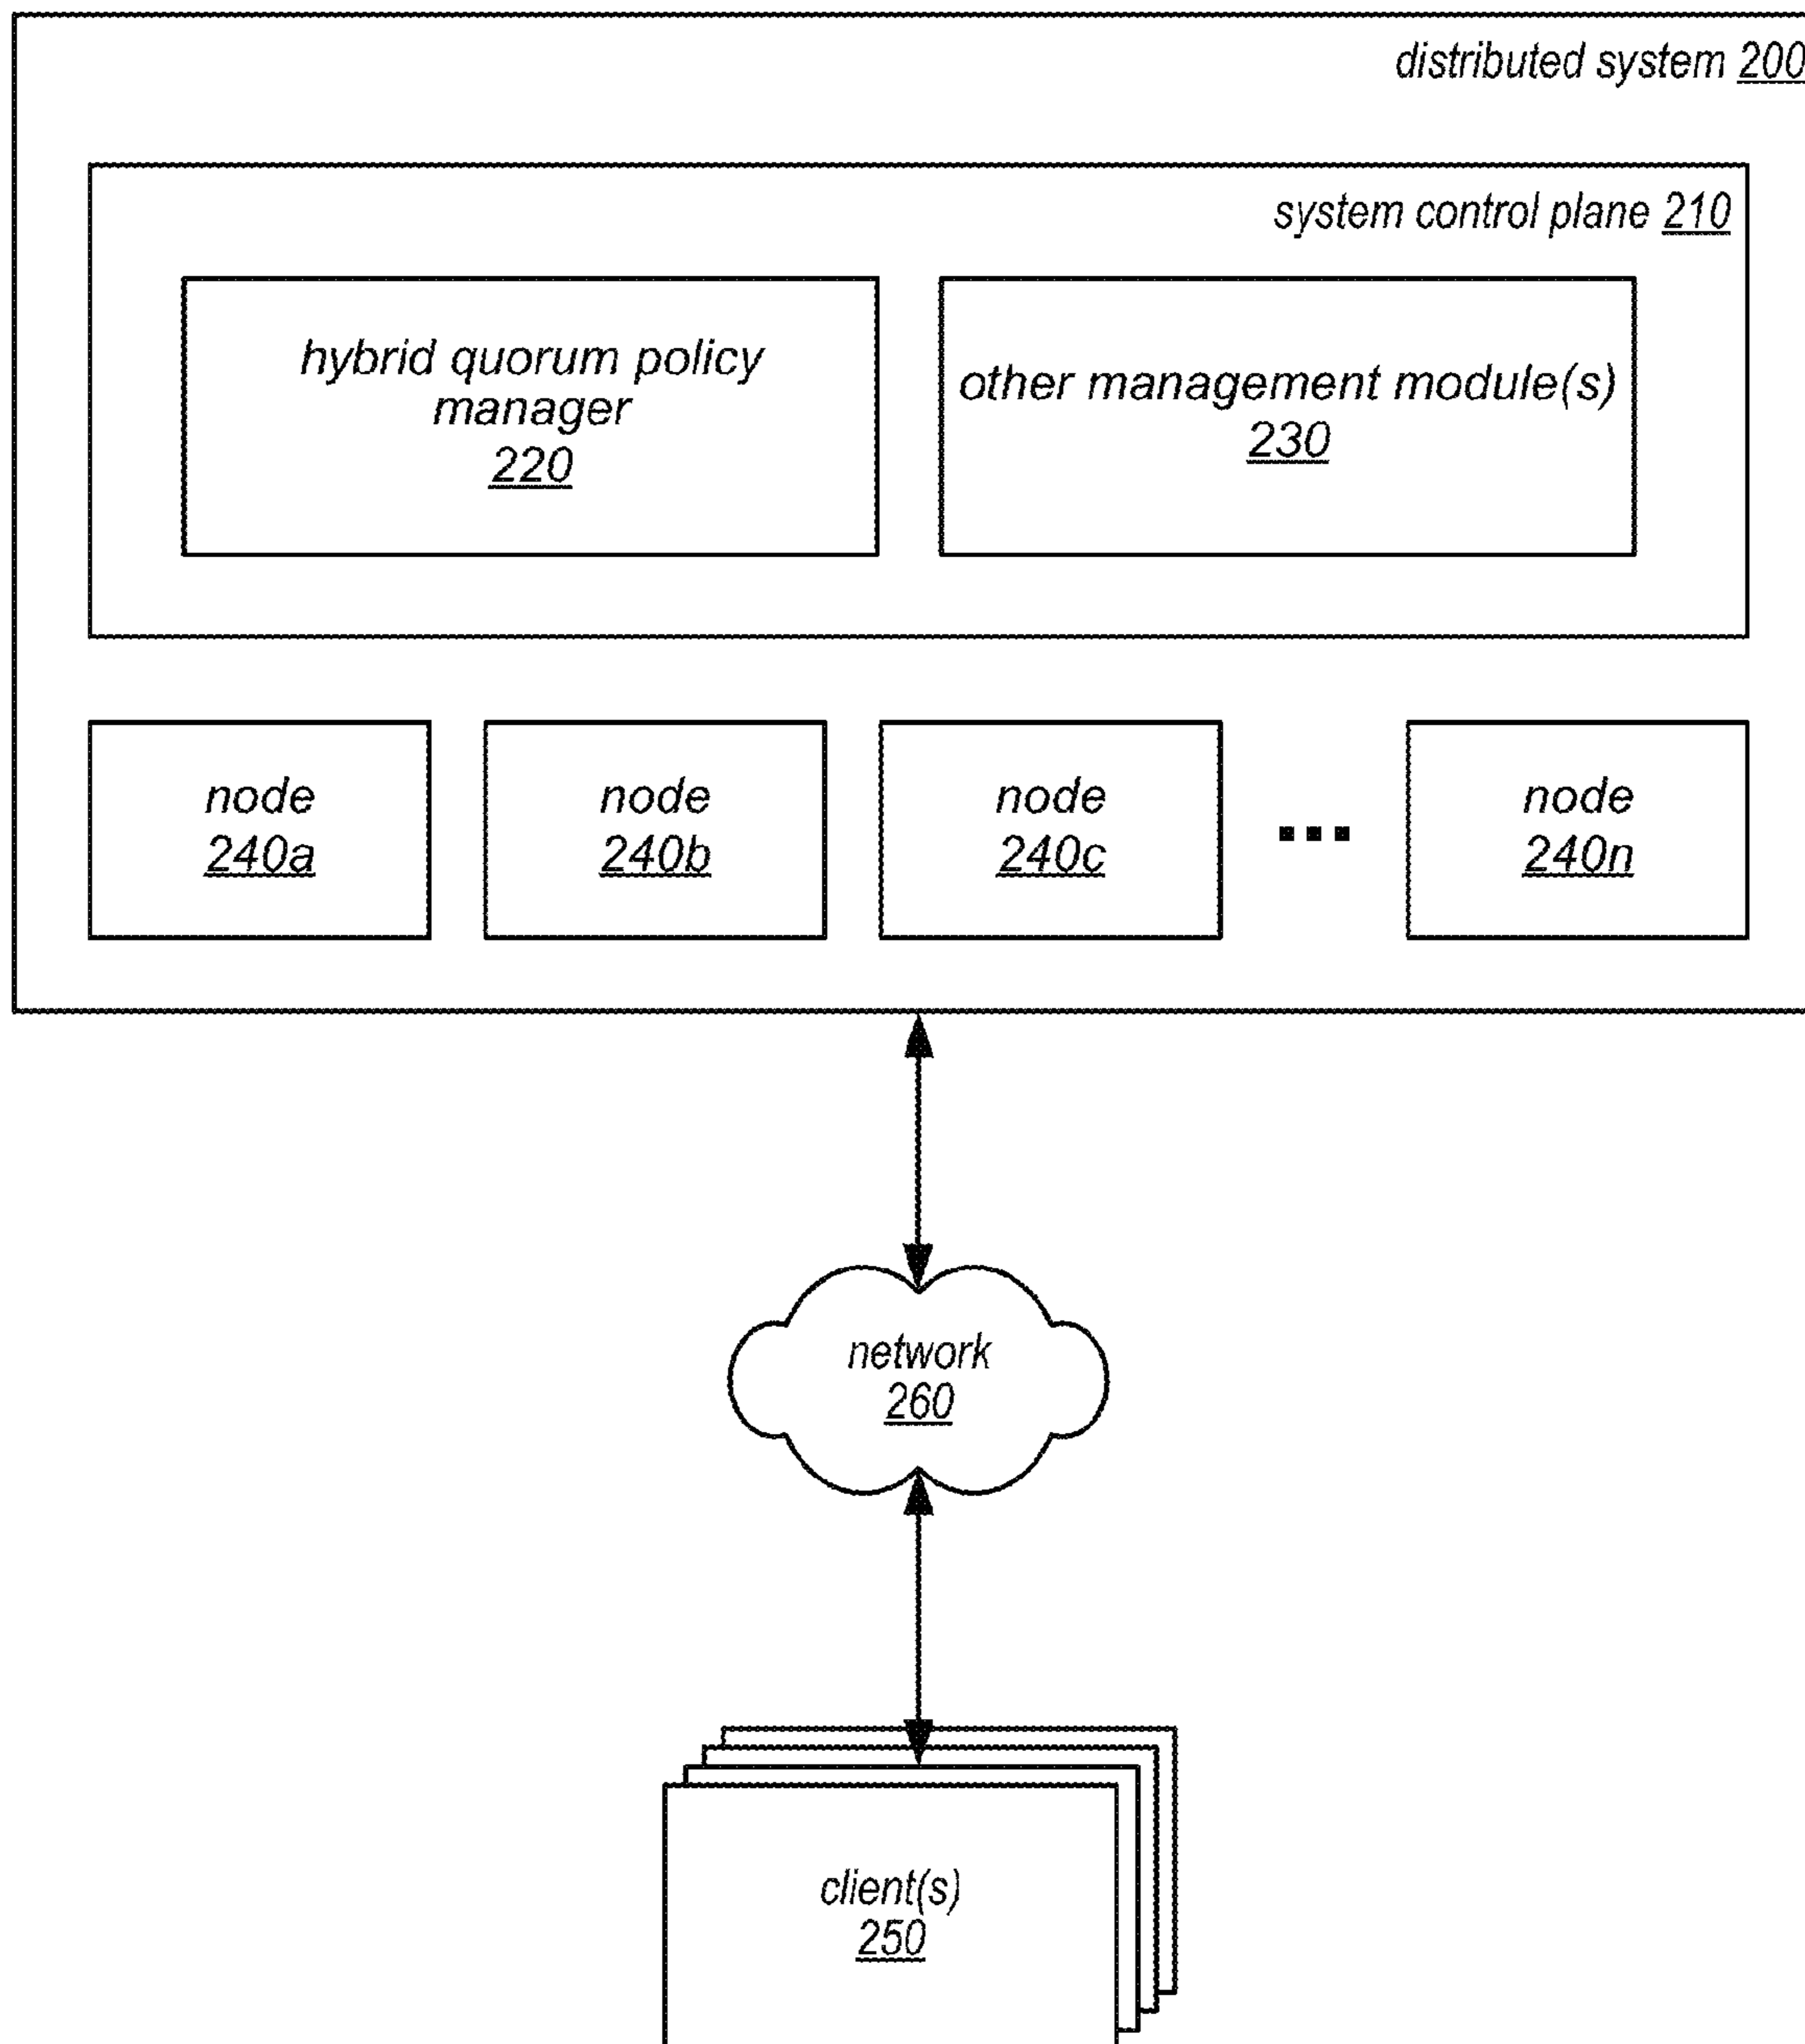 distributed system 200
system control plane 210
hybrid quorum policy
manager
220
other management module(s)
230
node
240a
node
240b
node
240c
node
240n
network
260
client(s)
250